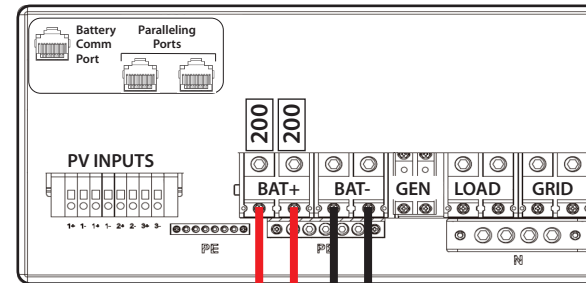 Battery
Comm
Port
Paralleling
Ports
200
200
PV INPUTS
BAT+
BAT-
GEN
LOAD
GRID
1+ 1- 1+ 1- 2+ 2- 3+ 3-
PE
N